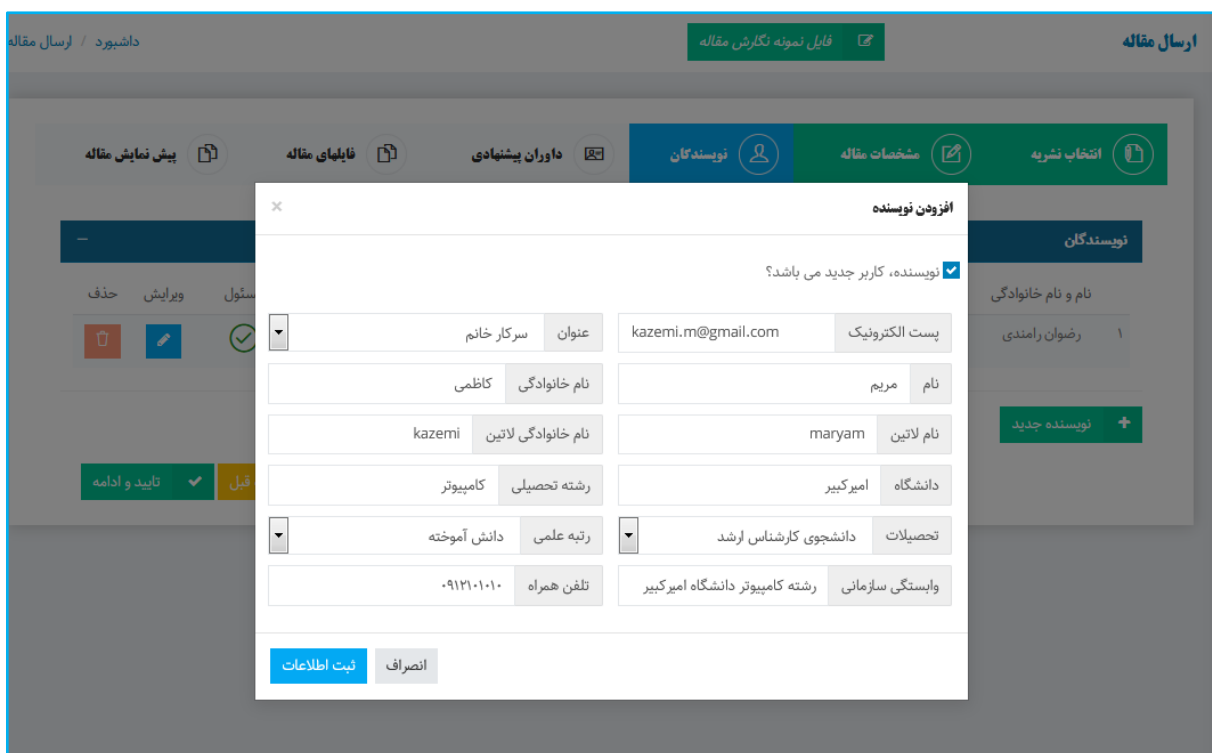 ارسال مقاله فایل نمونه نگارش مقاله داشبورد / ارسال مقاله
انتخاب نشریه مشخصات مقاله نویسندگان داوران پیشنهادی فایلهای مقاله پیش نمایش مقاله
افزودن نویسنده ×
نویسندگان
نویسنده، کاربر جدید می باشد؟
نام و نام خانوادگی ویرایش حذف
پست الکترونیک kazemi.m@gmail.com عنوان سرکار خانم
۱ رضوان رامندی
نام مریم نام خانوادگی کاظمی
نام لاتین maryam نام خانوادگی لاتین kazemi
نویسنده جدید
دانشگاه امیرکبیر رشته تحصیلی کامپیوتر
قبل تایید و ادامه
تحصیلات دانشجوی کارشناس ارشد رتبه علمی دانش آموخته
وابستگی سازمانی رشته کامپیوتر دانشگاه امیرکبیر تلفن همراه ۰۹۱۲۱۰۱۰۱۰
انصراف ثبت اطلاعات